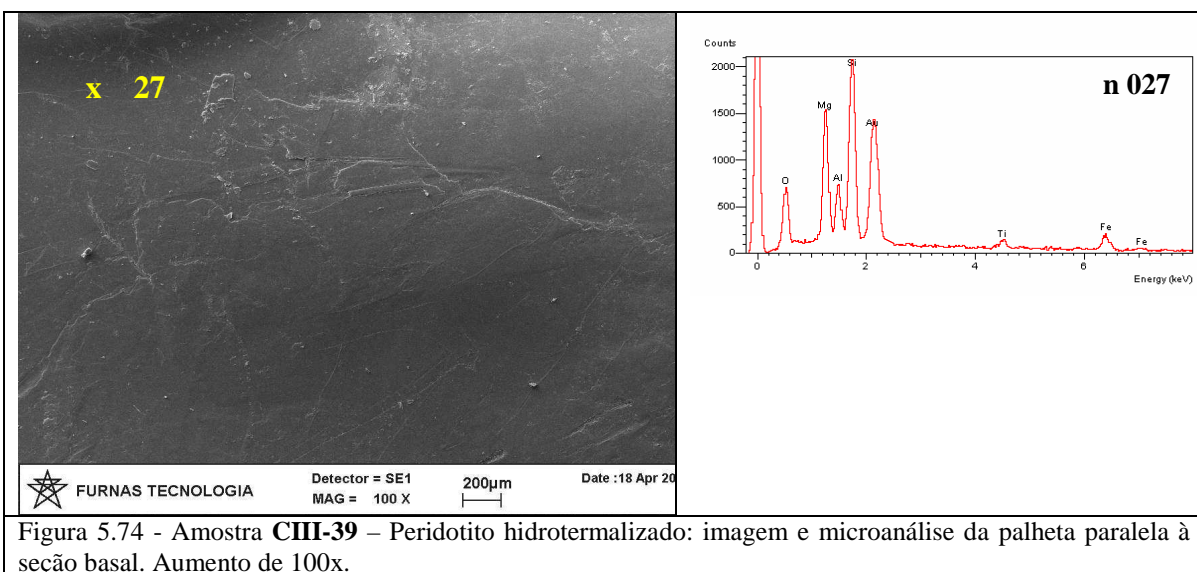 x 27
FURNAS TECNOLOGIA
Detector = SE1
MAG = 100 X
200µm
Date :18 Apr 20
Counts
n 027
2000
1500
1000
500
0
O
Mg
Al
Si
Au
Ti
Fe
Fe
0 2 4 6
Energy (keV)
Figura 5.74 - Amostra CIII-39 – Peridotito hidrotermalizado: imagem e microanálise da palheta paralela à
seção basal. Aumento de 100x.